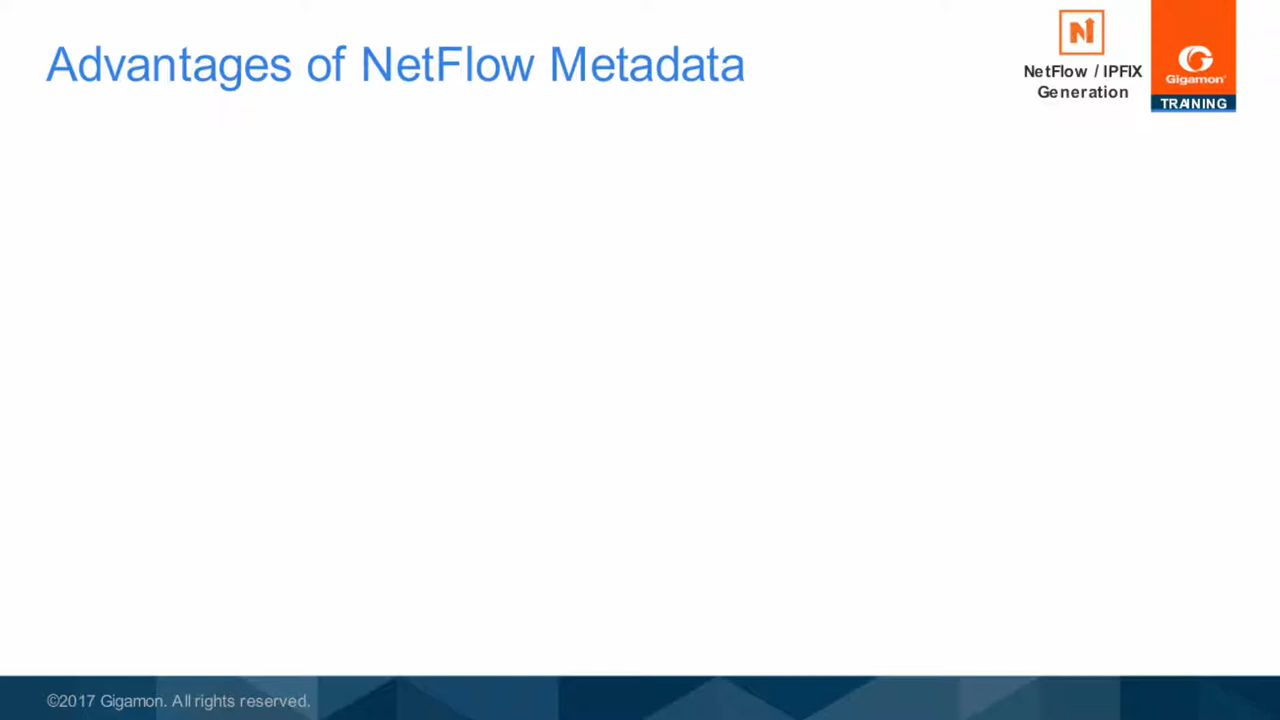 Advantages of NetFlow Metadata
NetFlow / IPFIX
Generation
Gigamon®
TRAINING
©2017 Gigamon. All rights reserved.